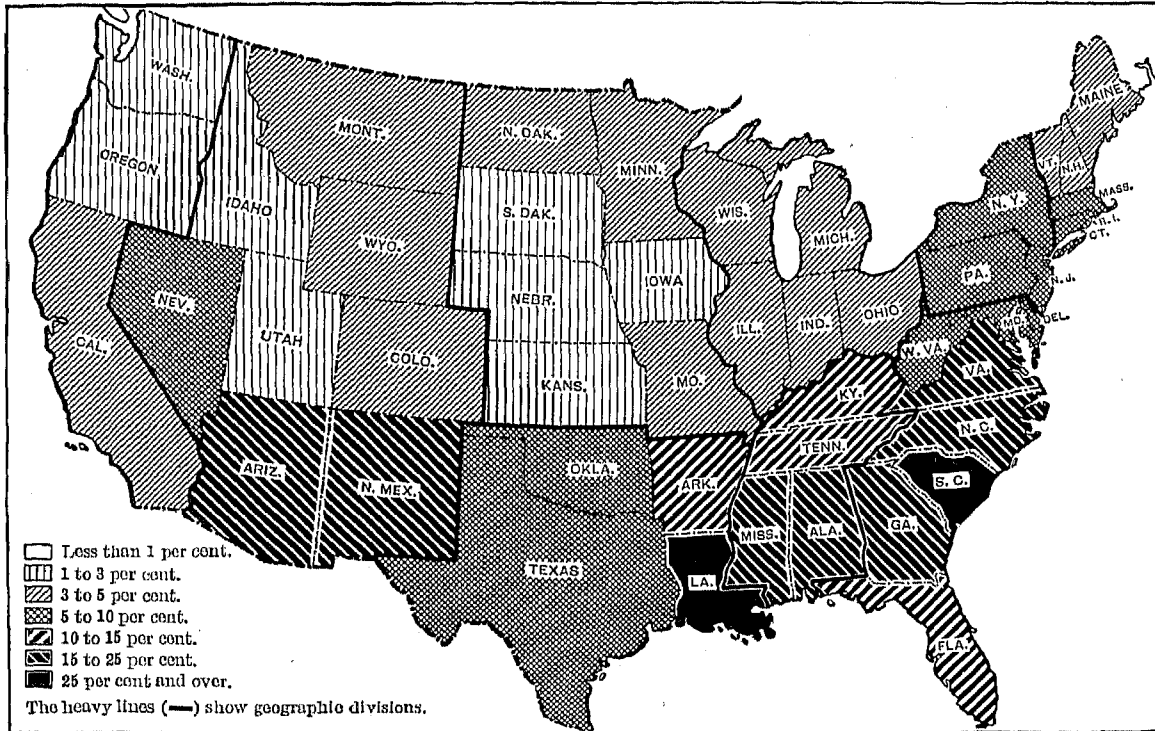 WASH.
OREGON
CAL.
IDAHO
NEV.
UTAH
ARIZ.
MONT.
WYO.
COLO.
N. MEX.
N. DAK.
S. DAK.
NEBR.
KANS.
OKLA.
TEXAS
MINN.
IOWA
MO.
ARK.
LA.
WIS.
ILL.
MICH.
IND.
OHIO
KY.
TENN.
MISS.
ALA.
GA.
FLA.
S. C.
N. C.
VA.
W. VA.
MD.
DEL.
PA.
N. J.
N. Y.
CT.
R. I.
MASS.
VT.
N. H.
MAINE
Less than 1 per cent.
1 to 3 per cent.
3 to 5 per cent.
5 to 10 per cent.
10 to 15 per cent.
15 to 25 per cent.
25 per cent and over.
The heavy lines (━) show geographic divisions.